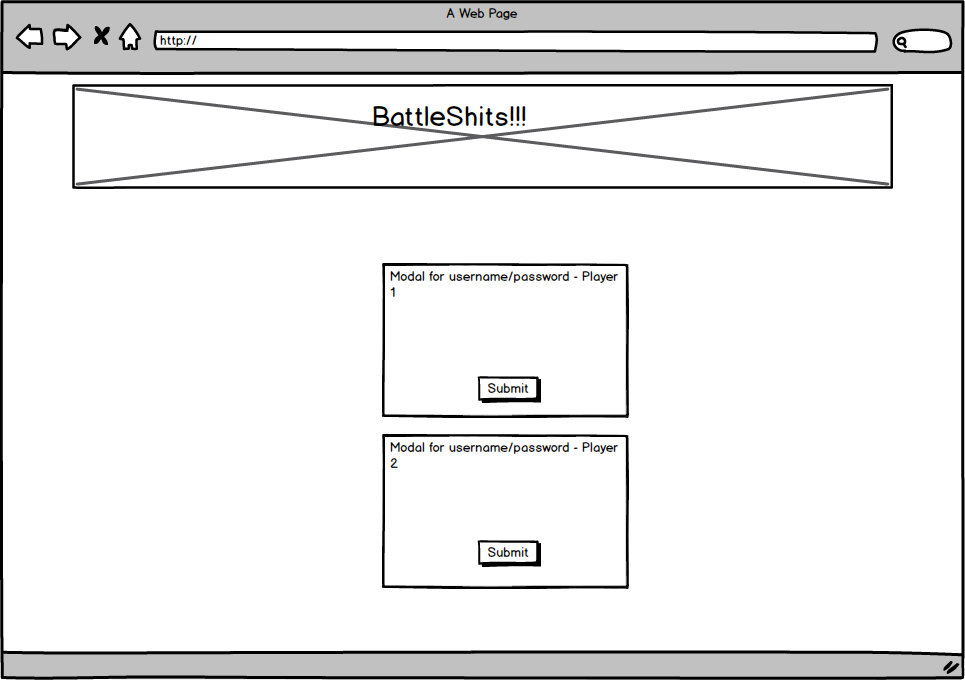 A Web Page
http://
BattleShits!!!
Modal for username/password - Player
1
Submit
Modal for username/password - Player
2
Submit